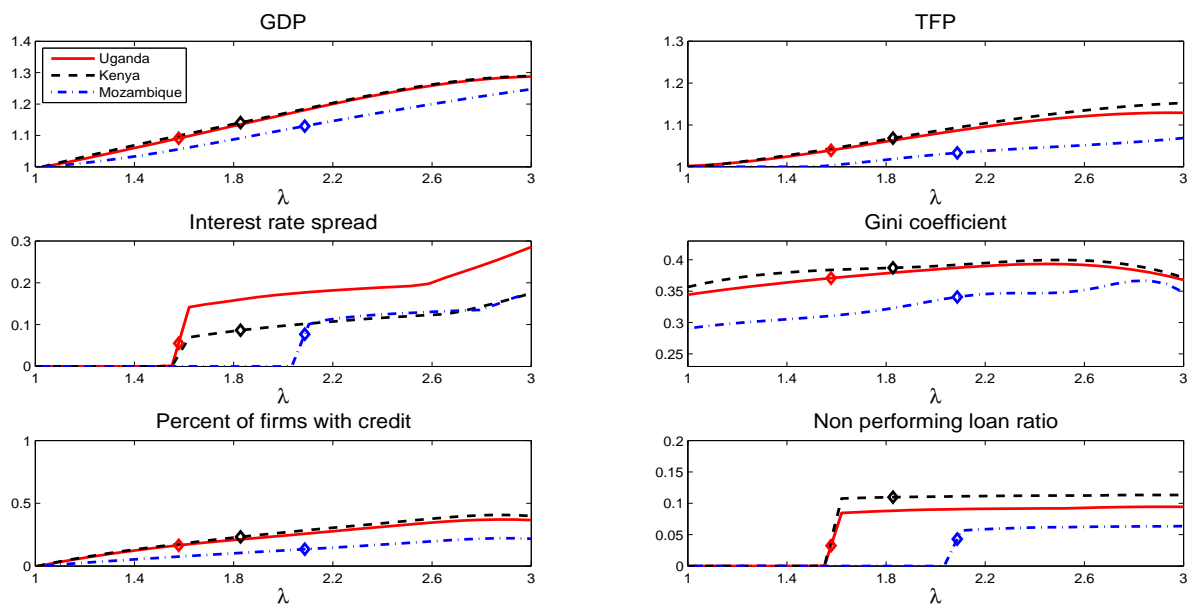 GDP
1.4
1.3
1.2
1.1
1
Uganda
Kenya
Mozambique
1 1.4 1.8 2.2 2.6 3
λ
TFP
1.3
1.2
1.1
1
1 1.4 1.8 2.2 2.6 3
λ
Interest rate spread
0.3
0.2
0.1
0
1 1.4 1.8 2.2 2.6 3
λ
Gini coefficient
0.4
0.35
0.3
0.25
1 1.4 1.8 2.2 2.6 3
λ
Percent of firms with credit
1
0.5
0
1 1.4 1.8 2.2 2.6 3
λ
Non performing loan ratio
0.2
0.15
0.1
0.05
0
1 1.4 1.8 2.2 2.6 3
λ